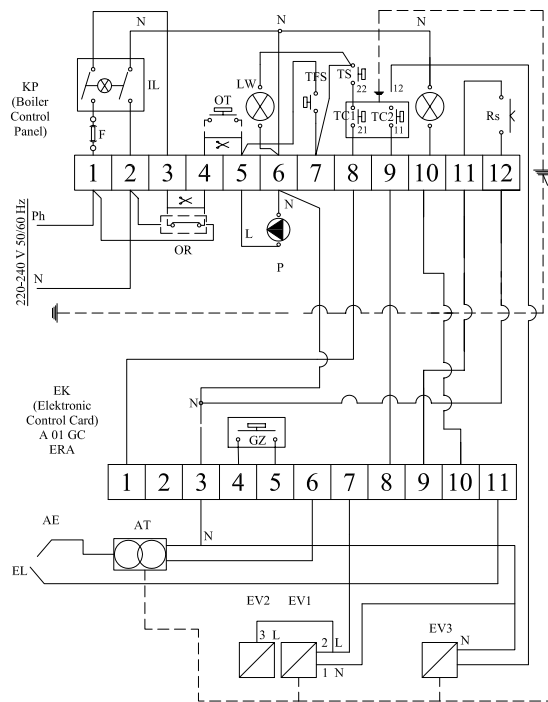 N
N
N
KP
(Boiler
Control
Panel)
IL
F
OT
LW
TFS
TS
22
12
TC1
TC2
21
11
Rs
1 2 3 4 5 6 7 8 9 10 11 12
220-240 V 50/60 Hz
Ph
N
OR
L
N
P
EK
(Elektronic
Control Card)
A 01 GC
ERA
N
GZ
1 2 3 4 5 6 7 8 9 10 11
AE
AT
N
EL
EV2
EV1
EV3
3 L
2 L
1 N
N